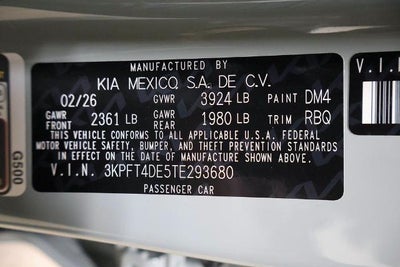 MANUFACTURED BY
KIA MEXICO, S.A. DE C.V.
02/26 GVWR 3924 LB PAINT DM4
GAWR FRONT 2361 LB GAWR REAR 1980 LB TRIM RBQ
THIS VEHICLE CONFORMS TO ALL APPLICABLE U.S.A. FEDERAL
MOTOR VEHICLE SAFETY, BUMPER, AND THEFT PREVENTION STANDARDS
IN EFFECT ON THE DATE OF MANUFACTURE SHOWN ABOVE.
V.I.N. 3KPFT4DE5TE293680
PASSENGER CAR
G500
V.I.N